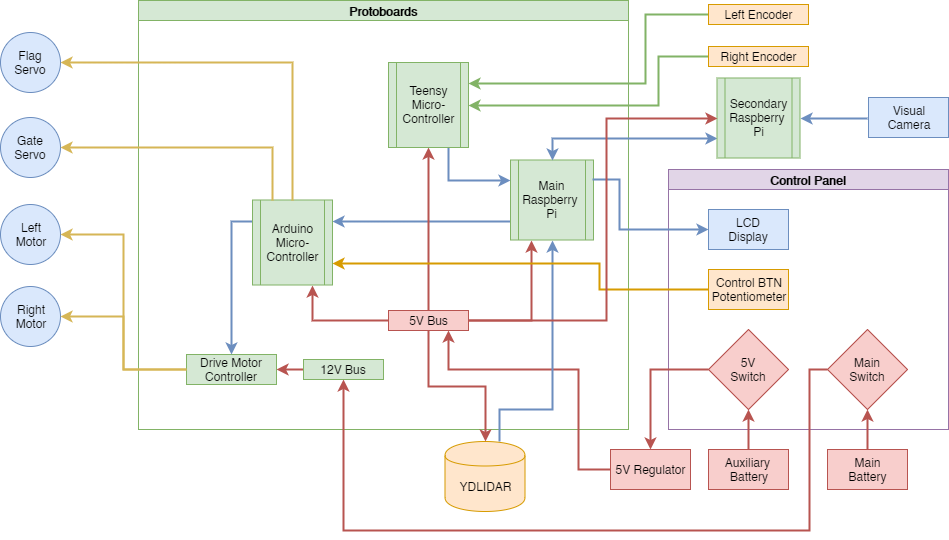 Protoboards
Left Encoder
Right Encoder
Flag
Servo
Teensy
Micro-
Controller
Secondary
Raspberry
Pi
Visual
Camera
Gate
Servo
Main
Raspberry
Pi
Control Panel
Left
Motor
Arduino
Micro-
Controller
LCD
Display
Control BTN
Potentiometer
Right
Motor
5V Bus
Drive Motor
Controller
12V Bus
5V
Switch
Main
Switch
YDLIDAR
5V Regulator
Auxiliary
Battery
Main
Battery